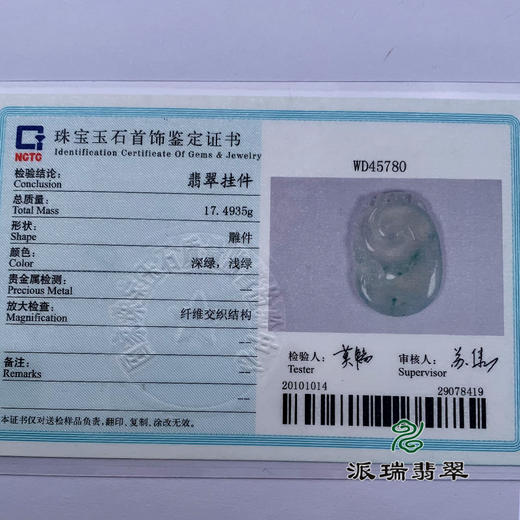 NGTC
珠宝玉石首饰鉴定证书
Identification Certificate Of Gems & Jewelry
检验结论: 翡翠挂件
Conclusion
总质量: 17.4935g
Total Mass
形状: 雕件
Shape
颜色: 深绿，浅绿
Color
贵金属检测: —
Precious Metal
放大检查: 纤维交织结构
Magnification
—
备注: —
Remarks
—
本证书仅对送检样品负责，翻印、复制、涂改无效。
WD45780
检验人: 审核人:
Tester Supervisor
20101014 29078419
派瑞翡翠